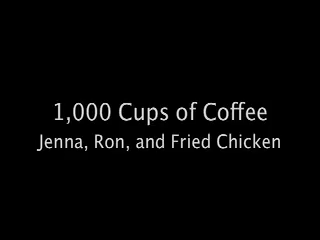 1,000 Cups of Coffee
Jenna, Ron, and Fried Chicken